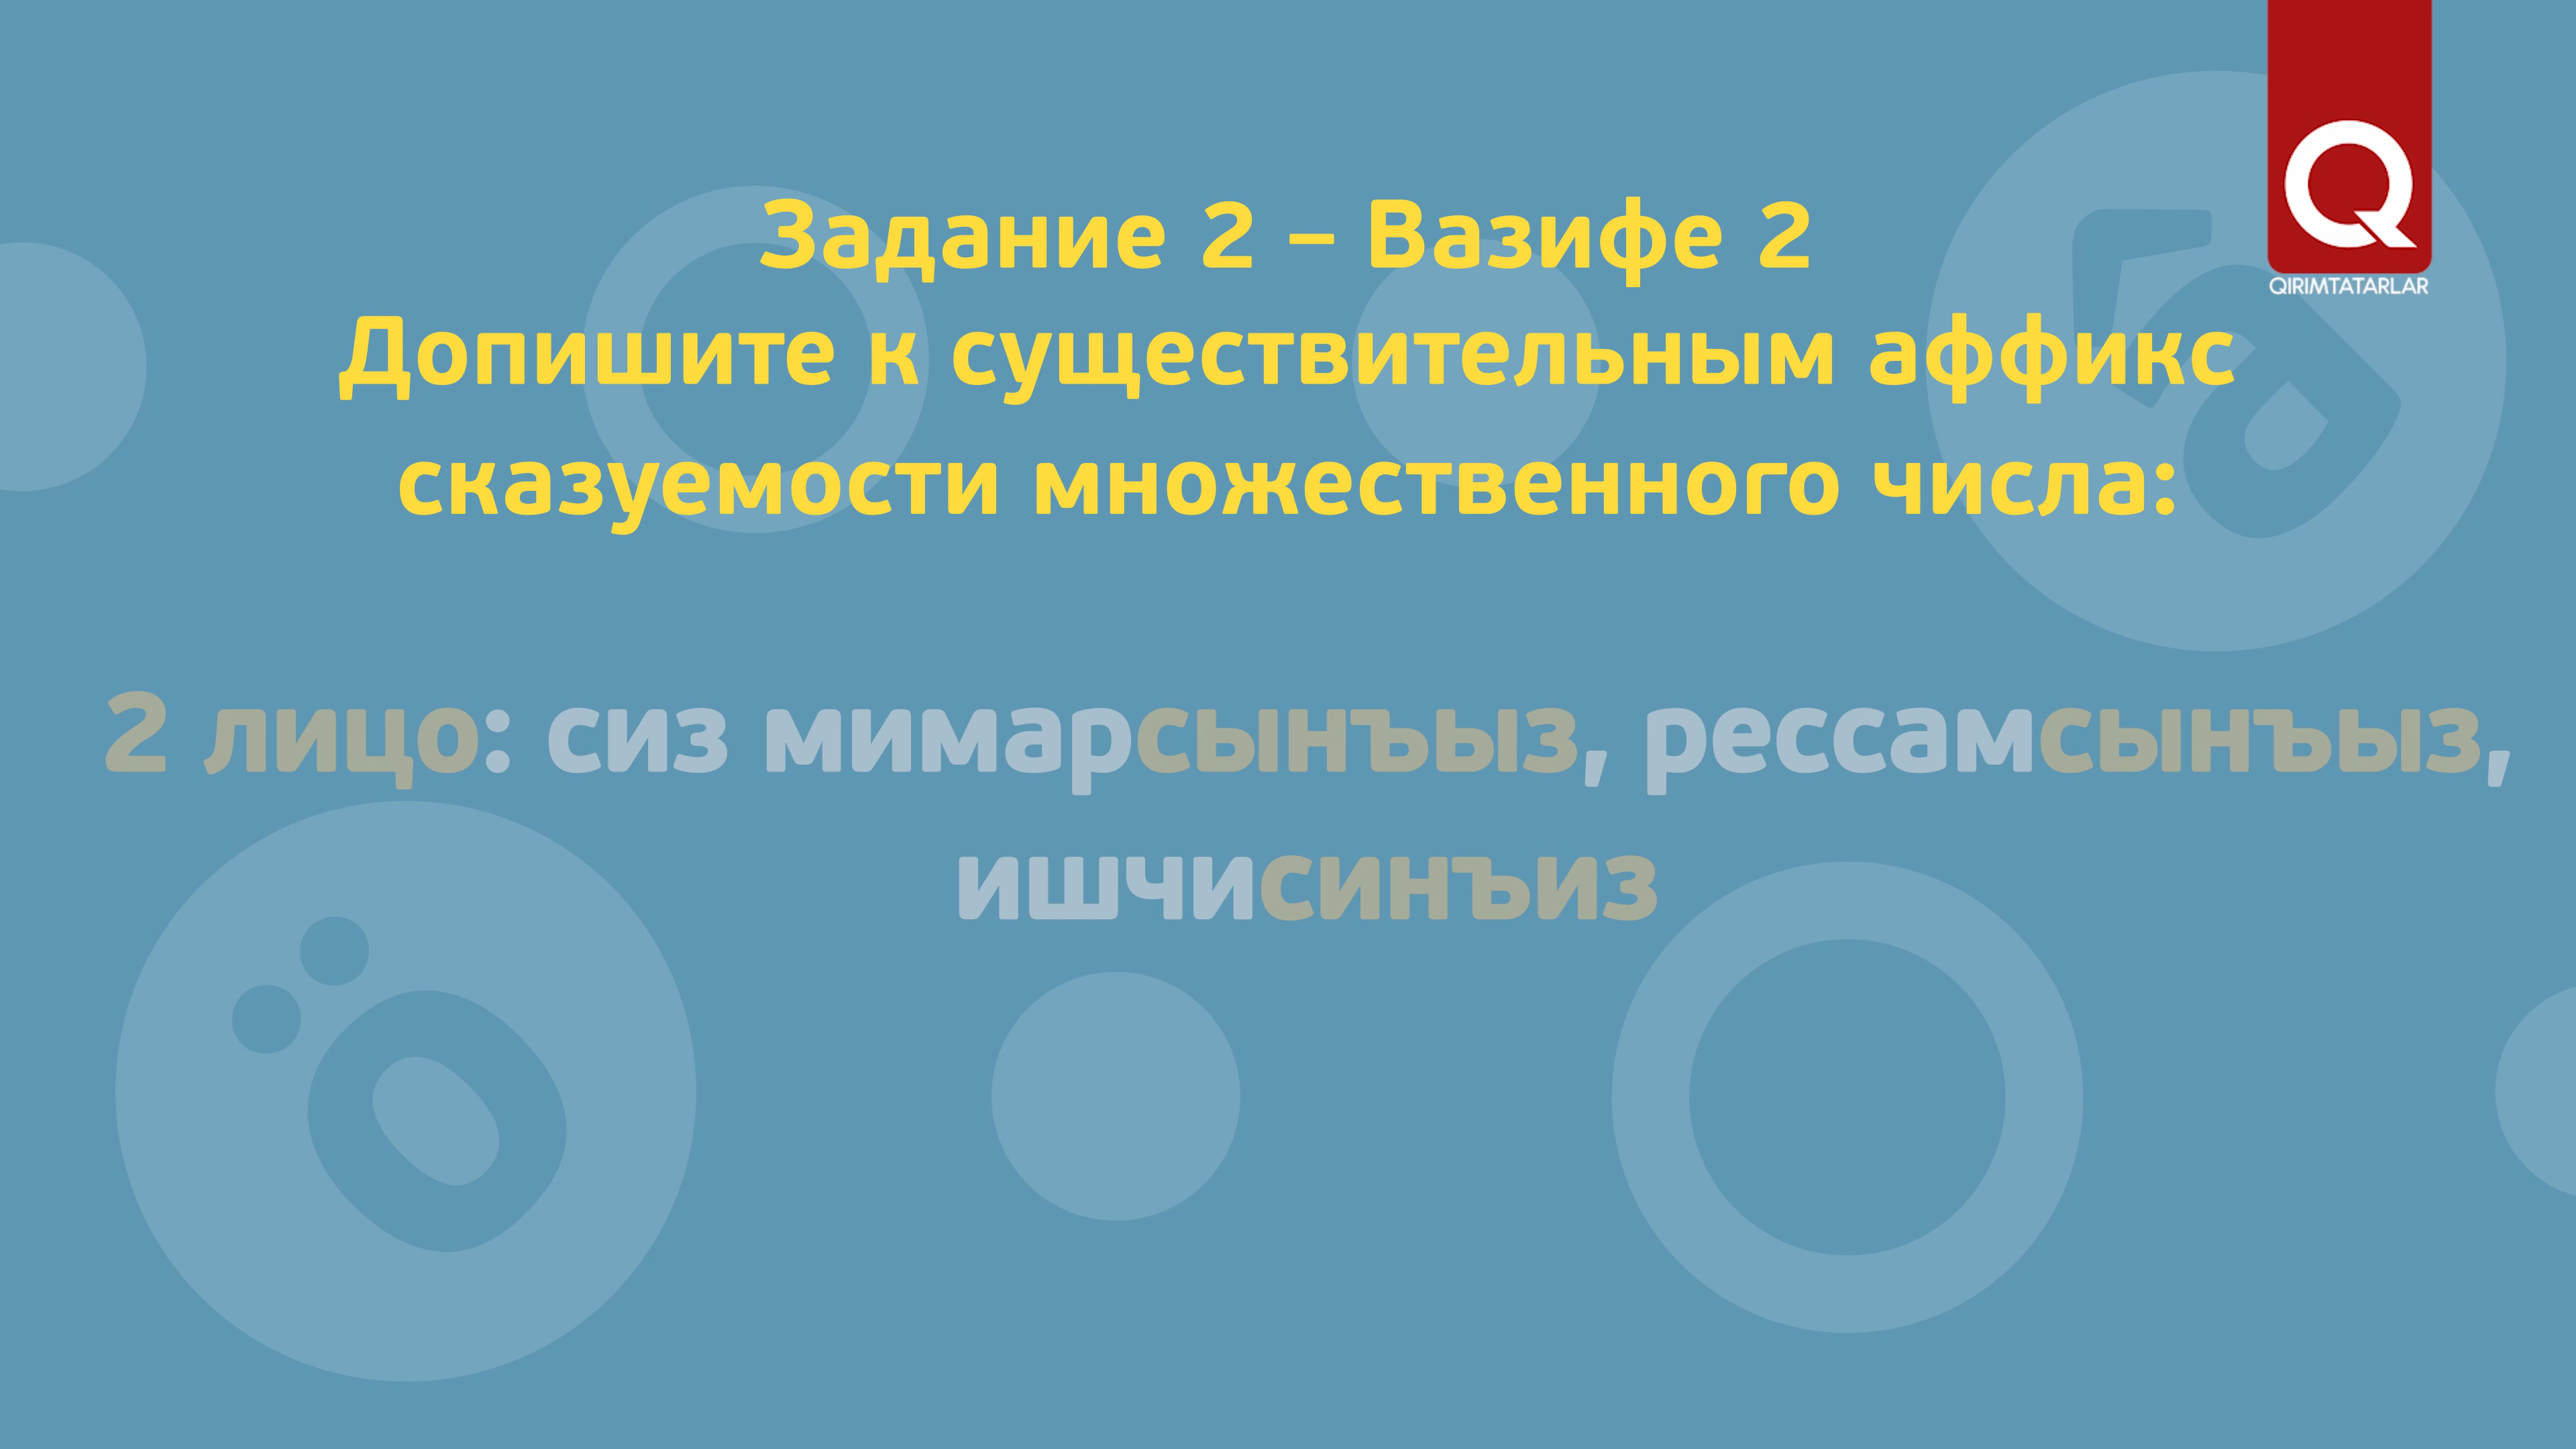 Q
QIRIMTATARLAR
Задание 2 – Вазифе 2
Допишите к существительным аффикс
сказуемости множественного числа:
2 лицо: сиз мимарсынъыз, рессамсынъыз,
ишчисинъиз
Ö